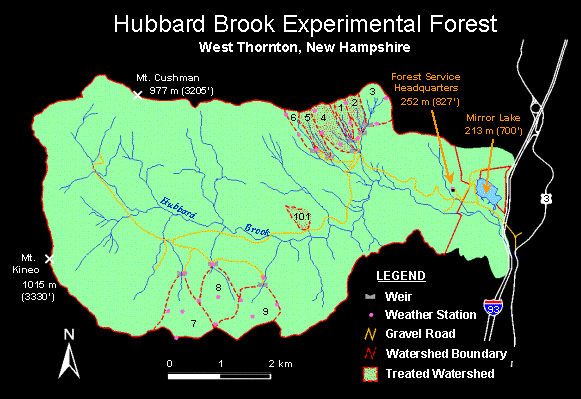 Hubbard Brook Experimental Forest
West Thornton, New Hampshire
Mt. Cushman
977 m (3205')
Forest Service
Headquarters
252 m (827')
Mirror Lake
213 m (700')
3
2
1
4
5
6
3
Hubbard
Brook
101
Mt.
Kineo
1015 m
(3330')
8
7
9
93
N
0 1 2 km
LEGEND
Weir
Weather Station
Gravel Road
Watershed Boundary
Treated Watershed